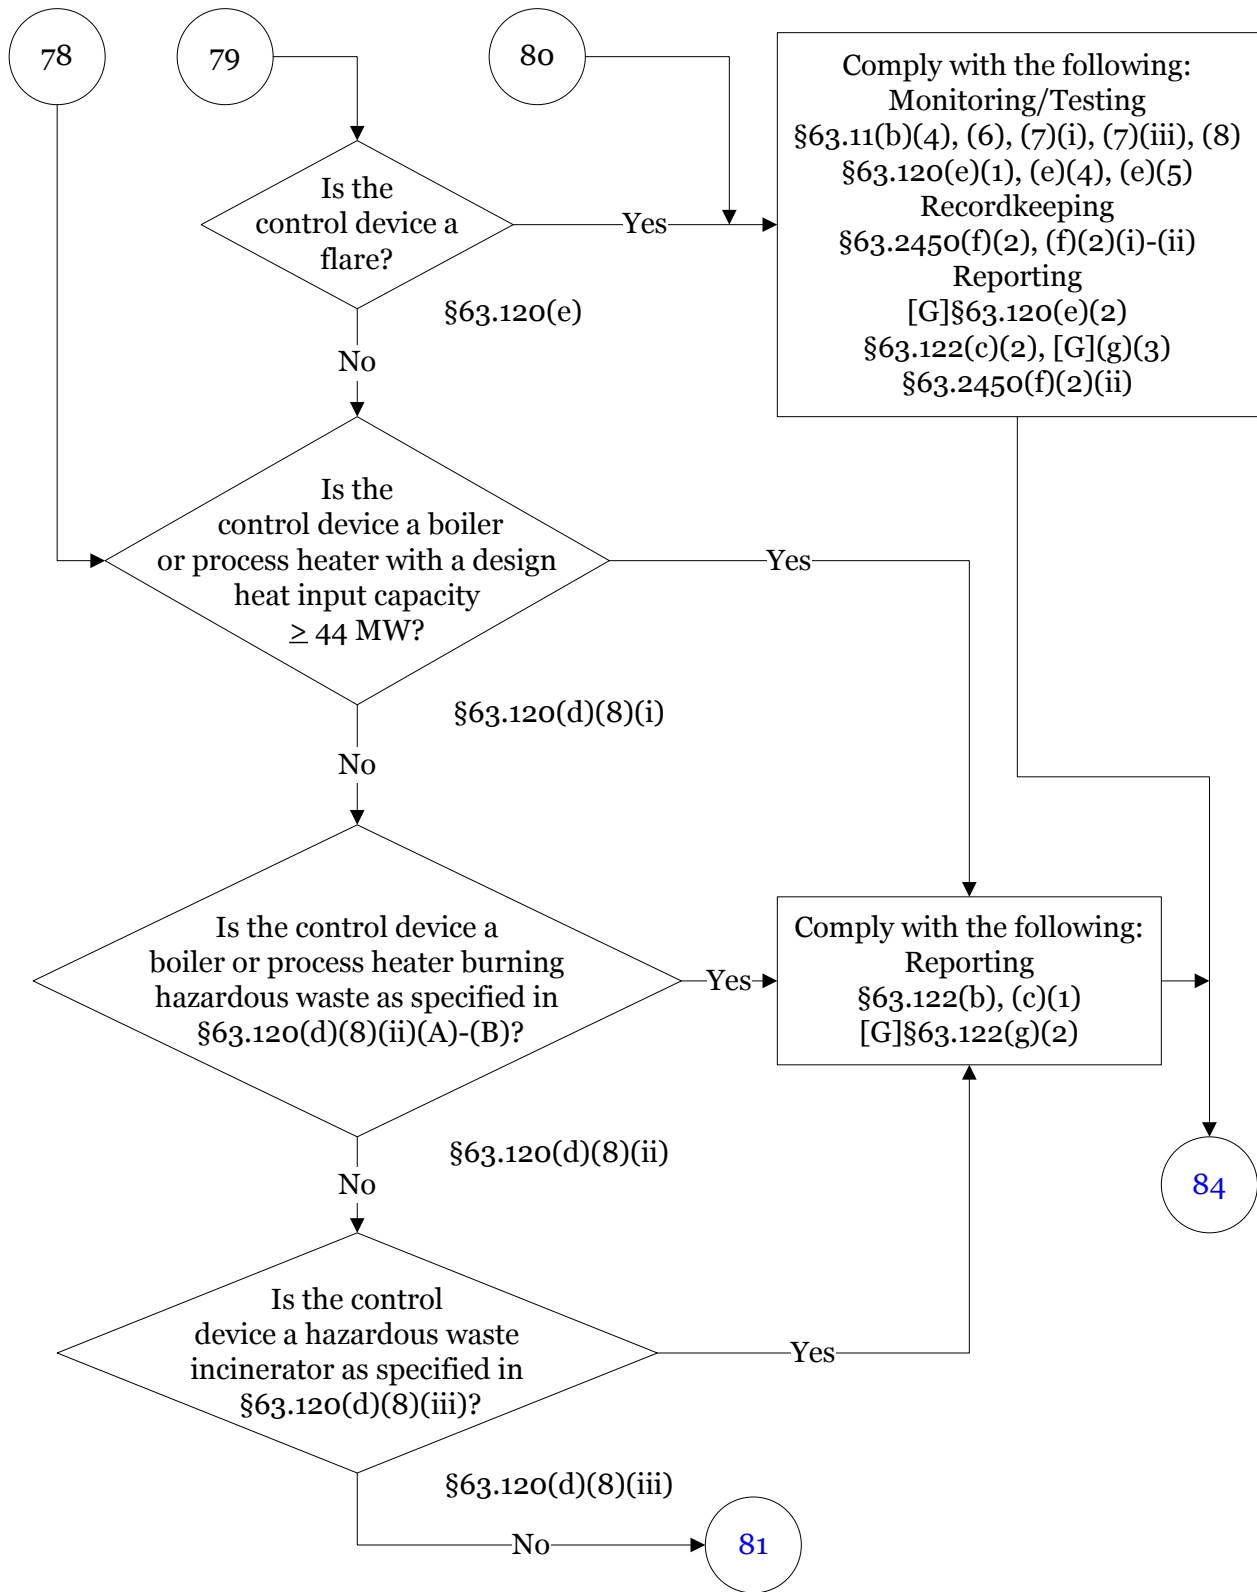 78
79
80
Comply with the following:
Monitoring/Testing
§63.11(b)(4), (6), (7)(i), (7)(iii), (8)
§63.120(e)(1), (e)(4), (e)(5)
Recordkeeping
§63.2450(f)(2), (f)(2)(i)-(ii)
Reporting
[G]§63.120(e)(2)
§63.122(c)(2), [G](g)(3)
§63.2450(f)(2)(ii)
Is the
control device a
flare?
Yes
§63.120(e)
No
Is the
control device a boiler
or process heater with a design
heat input capacity
≥ 44 MW?
Yes
§63.120(d)(8)(i)
No
Is the control device a
boiler or process heater burning
hazardous waste as specified in
§63.120(d)(8)(ii)(A)-(B)?
Yes
Comply with the following:
Reporting
§63.122(b), (c)(1)
[G]§63.122(g)(2)
§63.120(d)(8)(ii)
No
84
Is the control
device a hazardous waste
incinerator as specified in
§63.120(d)(8)(iii)?
Yes
§63.120(d)(8)(iii)
No
81